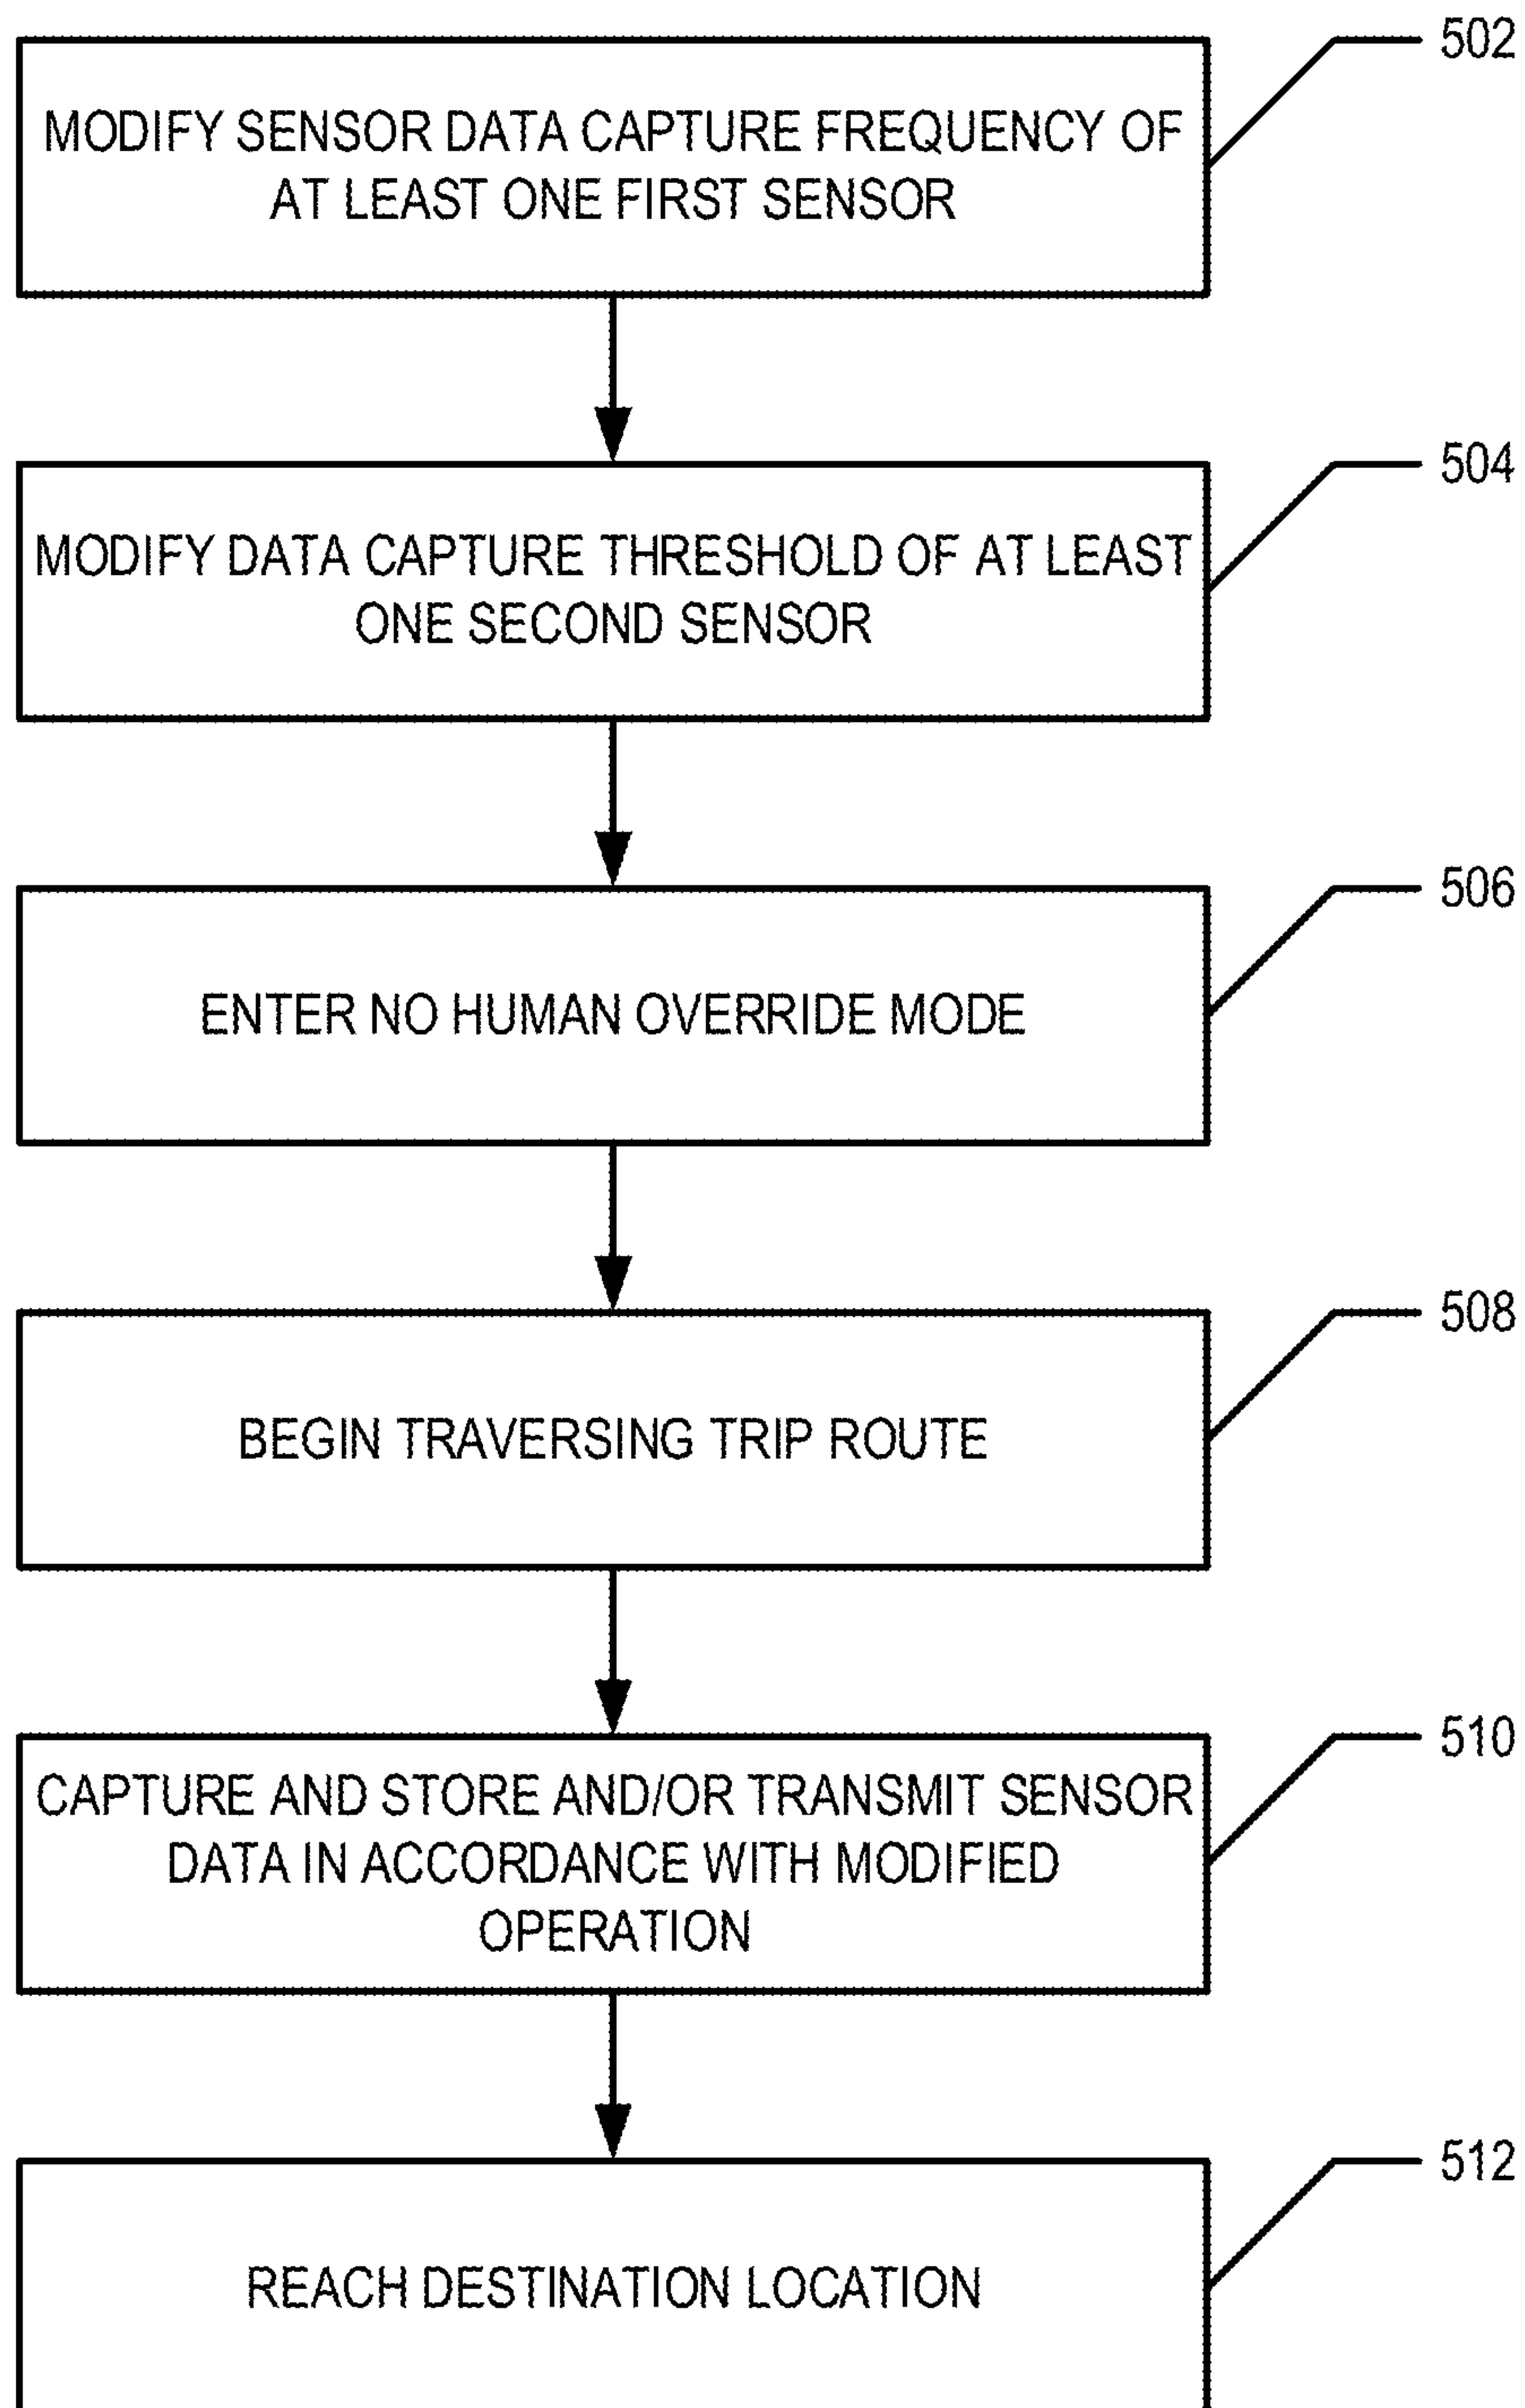 502
MODIFY SENSOR DATA CAPTURE FREQUENCY OF
AT LEAST ONE FIRST SENSOR
504
MODIFY DATA CAPTURE THRESHOLD OF AT LEAST
ONE SECOND SENSOR
506
ENTER NO HUMAN OVERRIDE MODE
508
BEGIN TRAVERSING TRIP ROUTE
510
CAPTURE AND STORE AND/OR TRANSMIT SENSOR
DATA IN ACCORDANCE WITH MODIFIED
OPERATION
512
REACH DESTINATION LOCATION